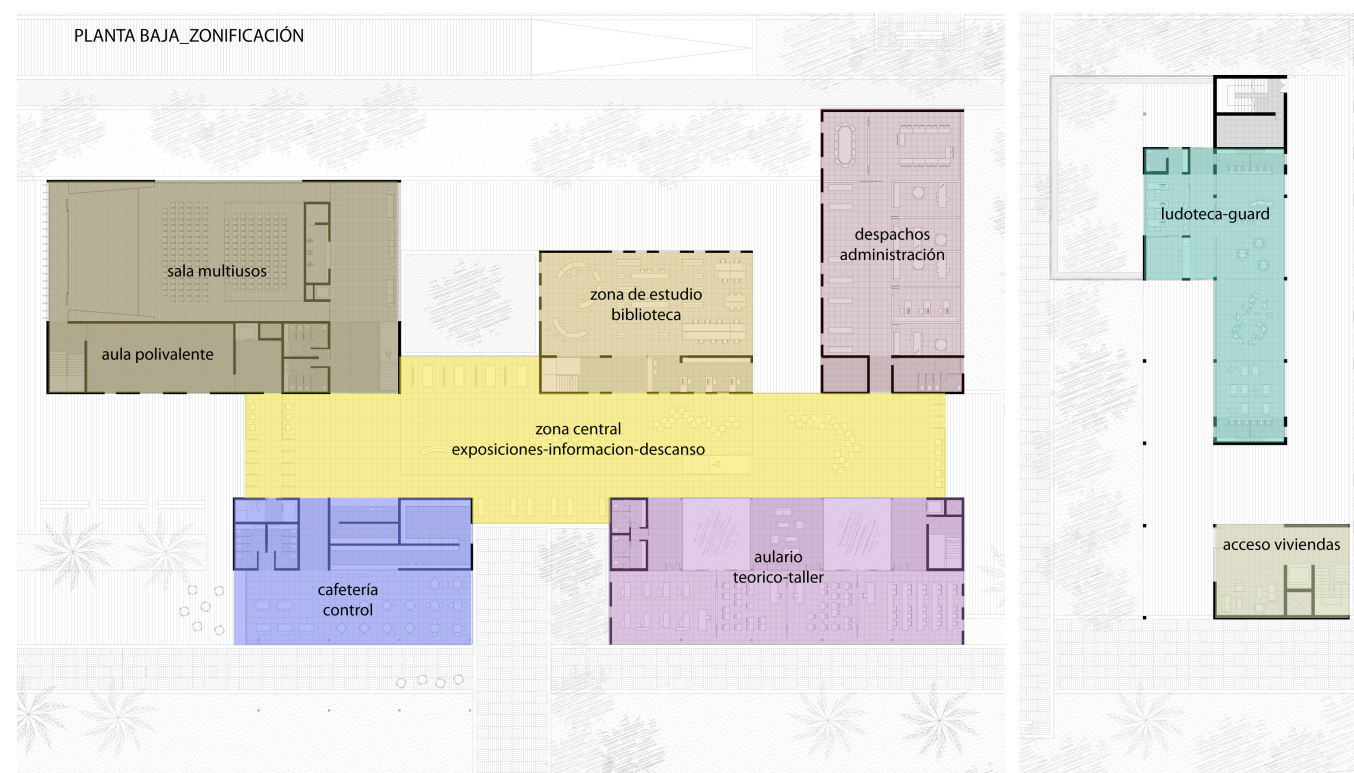 PLANTA BAJA_ZONIFICACIÓN
sala multiusos
aula polivalente
zona de estudio
biblioteca
despachos
administración
zona central
exposiciones-informacion-descanso
cafetería
control
aulario
teorico-taller
ludoteca-guard
acceso viviendas